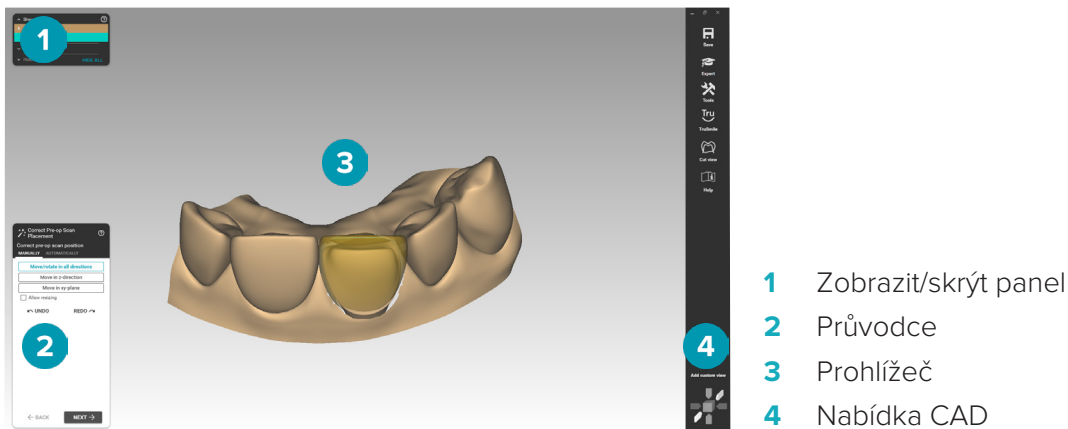 1
HIDE ALL
Save
Expert
Tools
Tru
TruSmile
Cut view
Help
3
Correct Pre-op Scan
Placement
Correct pre-op scan position
MANUALLY AUTOMATICALLY
Move/rotate in all directions
Move in z-direction
Move in xy-plane
Allow resizing
UNDO REDO
2
BACK NEXT
4
Add custom view
1 Zobrazit/skrýt panel
2 Průvodce
3 Prohlížeč
4 Nabídka CAD